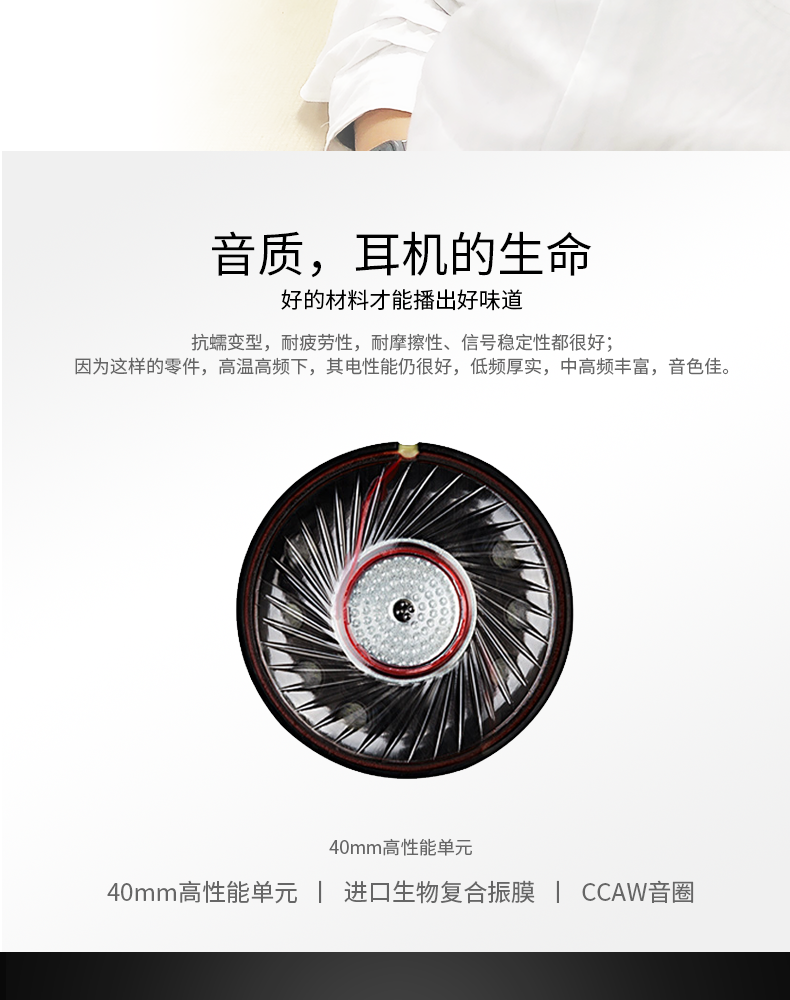 音质，耳机的生命
好的材料才能播出好味道
抗蠕变型，耐疲劳性，耐摩擦性、信号稳定性都很好；
因为这样的零件，高温高频下，其电性能仍很好，低频厚实，中高频丰富，音色佳。
40mm高性能单元
40mm高性能单元 | 进口生物复合振膜 | CCAW音圈